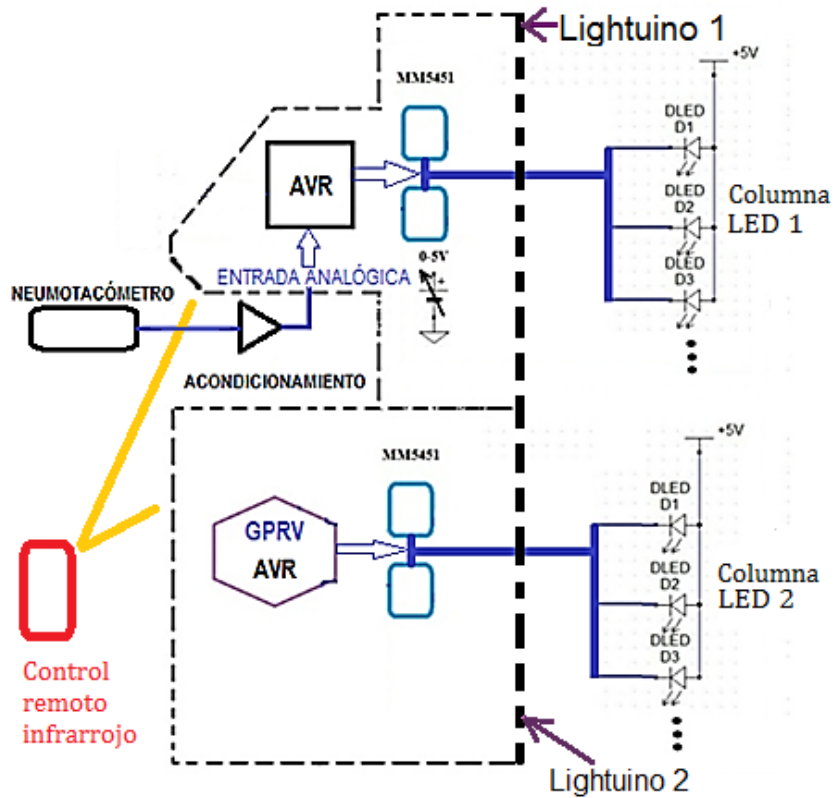 Lightuino 1
MM5451
+5V
DLED
D1
AVR
DLED
D2
Columna
LED 1
0-5V
+
ENTRADA ANALÓGICA
DLED
D3
NEUMOTACÓMETRO
ACONDICIONAMIENTO
MM5451
+5V
DLED
D1
GPRV
AVR
DLED
D2
Columna
LED 2
DLED
D3
Control
remoto
infrarrojo
Lightuino 2